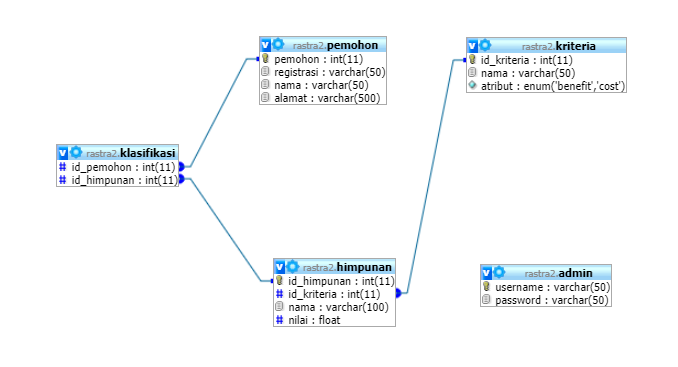 rastra2.pemohon
pemohon : int(11)
registrasi : varchar(50)
nama : varchar(50)
alamat : varchar(500)
rastra2.kriteria
id_kriteria : int(11)
nama : varchar(50)
atribut : enum('benefit','cost')
rastra2.klasifikasi
# id_pemohon : int(11)
# id_himpunan : int(11)
rastra2.himpunan
id_himpunan : int(11)
# id_kriteria : int(11)
nama : varchar(100)
# nilai : float
rastra2.admin
username : varchar(50)
password : varchar(50)